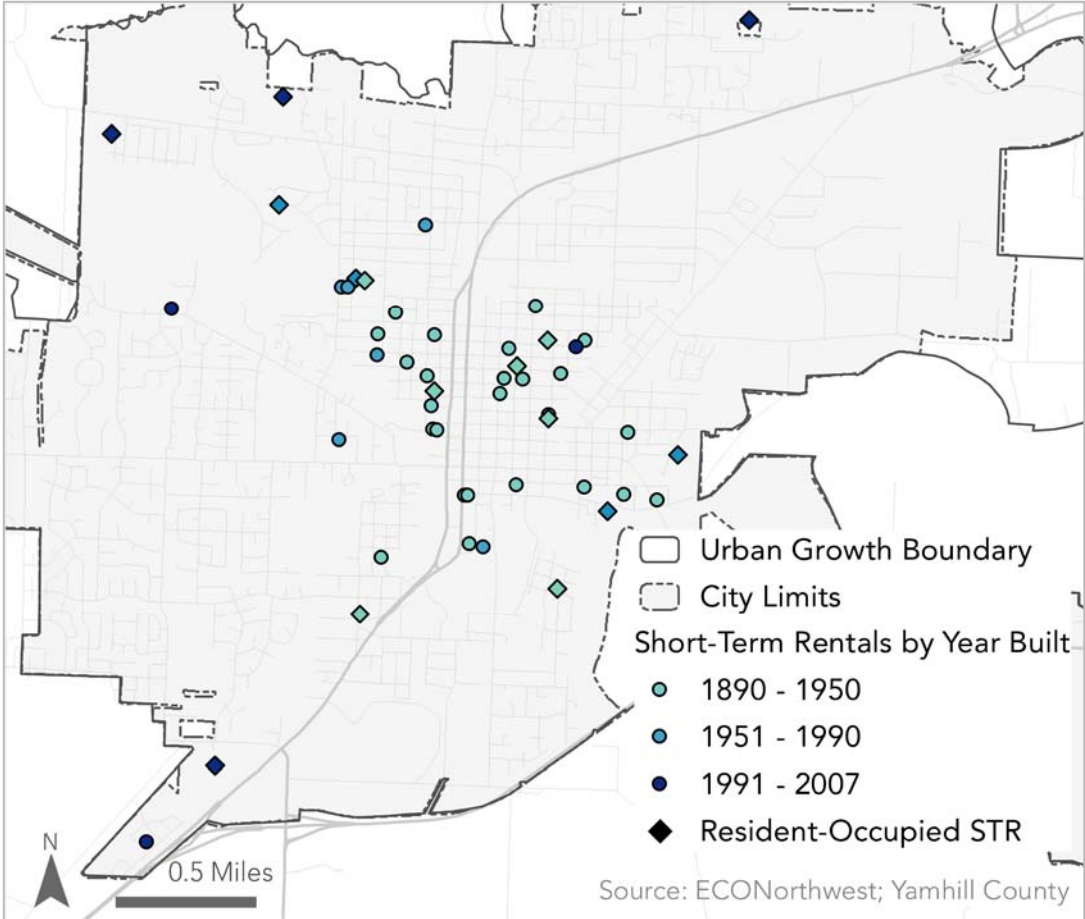 Urban Growth Boundary
City Limits
Short-Term Rentals by Year Built
1890 - 1950
1951 - 1990
1991 - 2007
Resident-Occupied STR
N
0.5 Miles
Source: ECONorthwest; Yamhill County